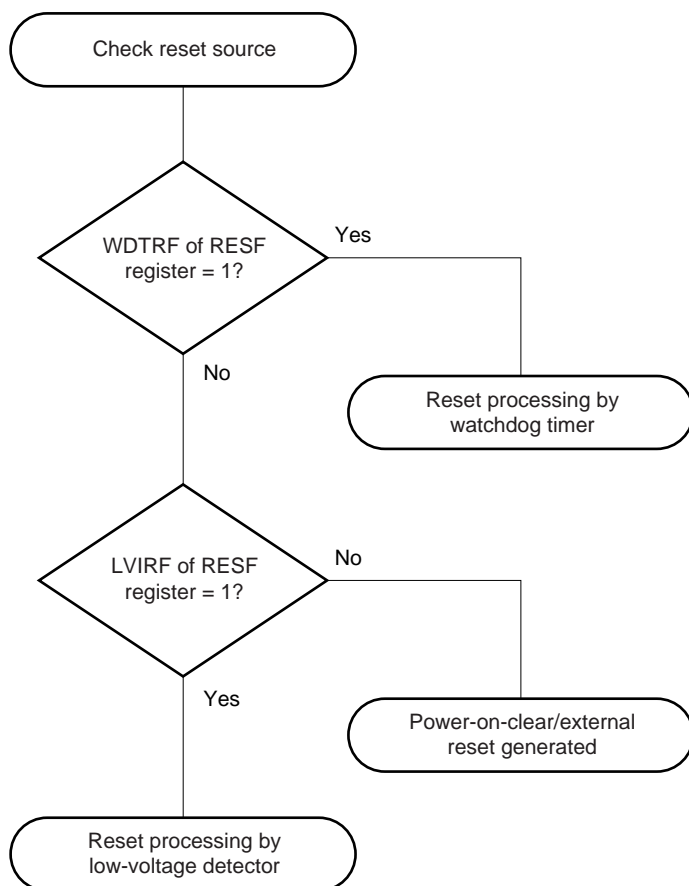 Check reset source
WDTRF of RESF
register = 1?
Yes
No
Reset processing by
watchdog timer
LVIRF of RESF
register = 1?
No
Yes
Power-on-clear/external
reset generated
Reset processing by
low-voltage detector